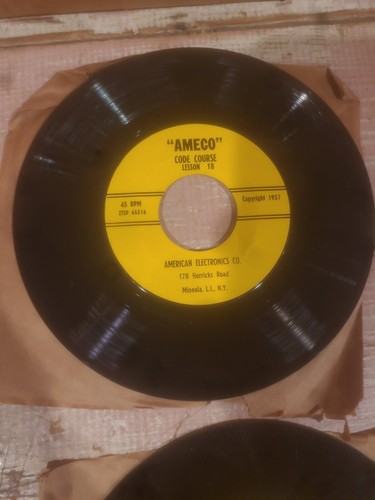 "AMECO"
CODE COURSE
LESSON 18
45 RPM
Copyright 1957
AMERICAN ELECTRONICS CO.
178 Herricks Road
Mineola, L.I., N.Y.